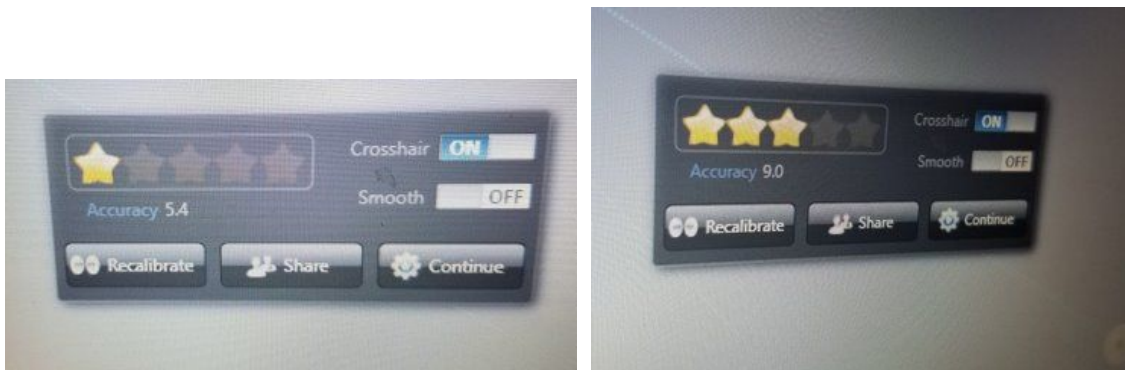 Crosshair ON
Smooth OFF
Accuracy 5.4
Recalibrate Share Continue
Crosshair ON
Smooth OFF
Accuracy 9.0
Recalibrate Share Continue